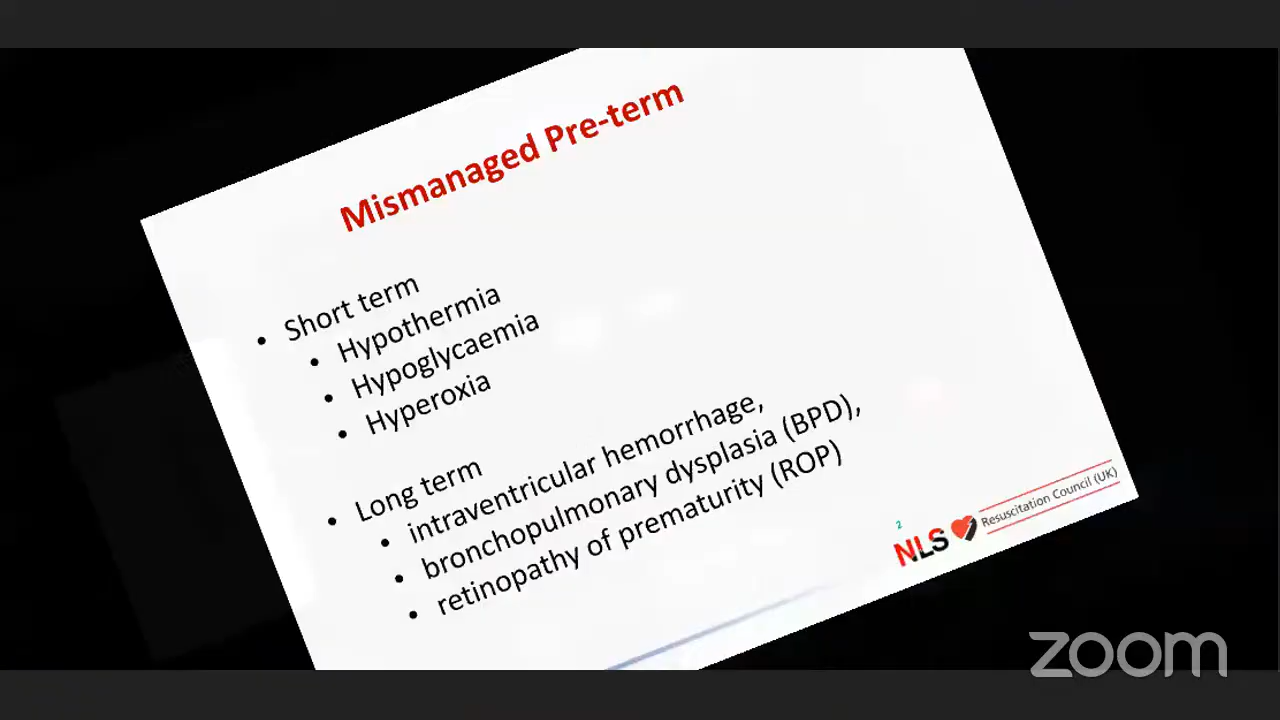 Mismanaged Pre-term
• Short term
• Hypothermia
• Hypoglycaemia
• Hyperoxia
• Long term
• intraventricular hemorrhage,
• bronchopulmonary dysplasia (BPD),
• retinopathy of prematurity (ROP)
2
NLS Resuscitation Council (UK)
zoom